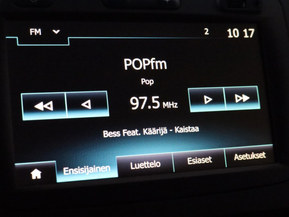 FM 2 10 17
POPfm
Pop
97.5 MHz
Bess Feat. Käärijä - Kaistaa
Ensisijainen Luettelo Esiaset Asetukset